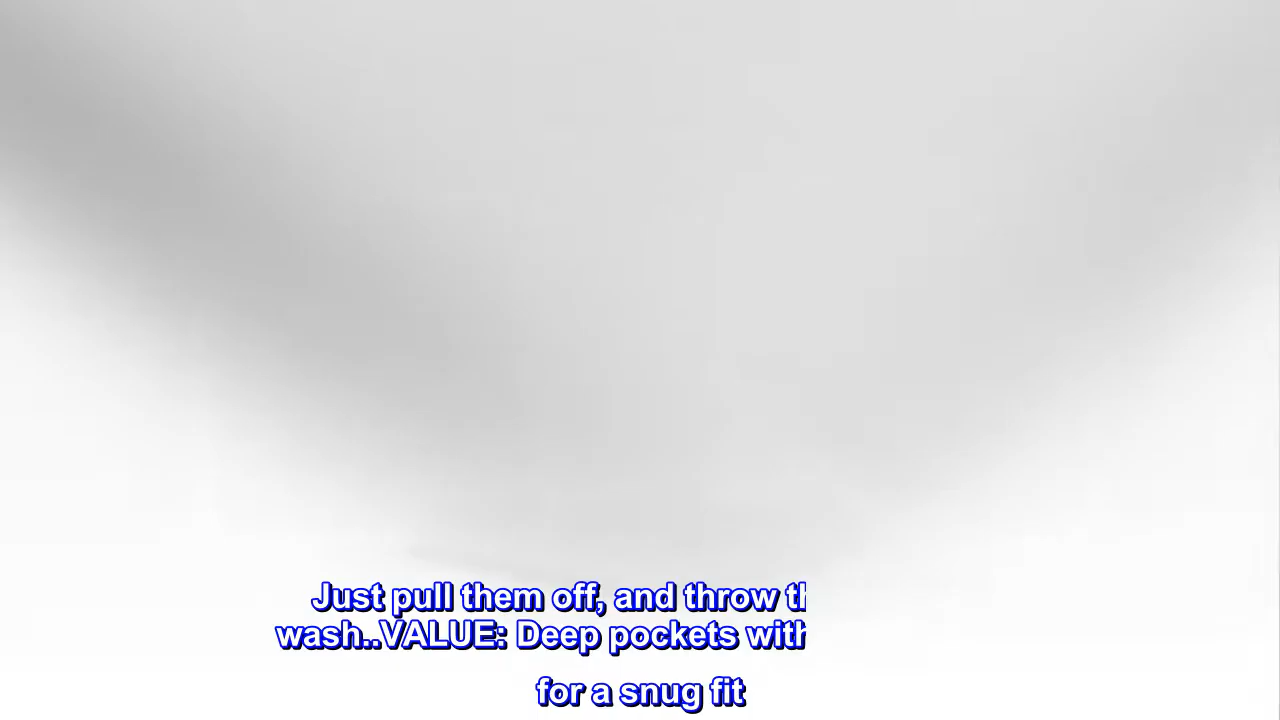 Just pull them off, and throw
wash..VALUE: Deep pockets with
for a snug fit